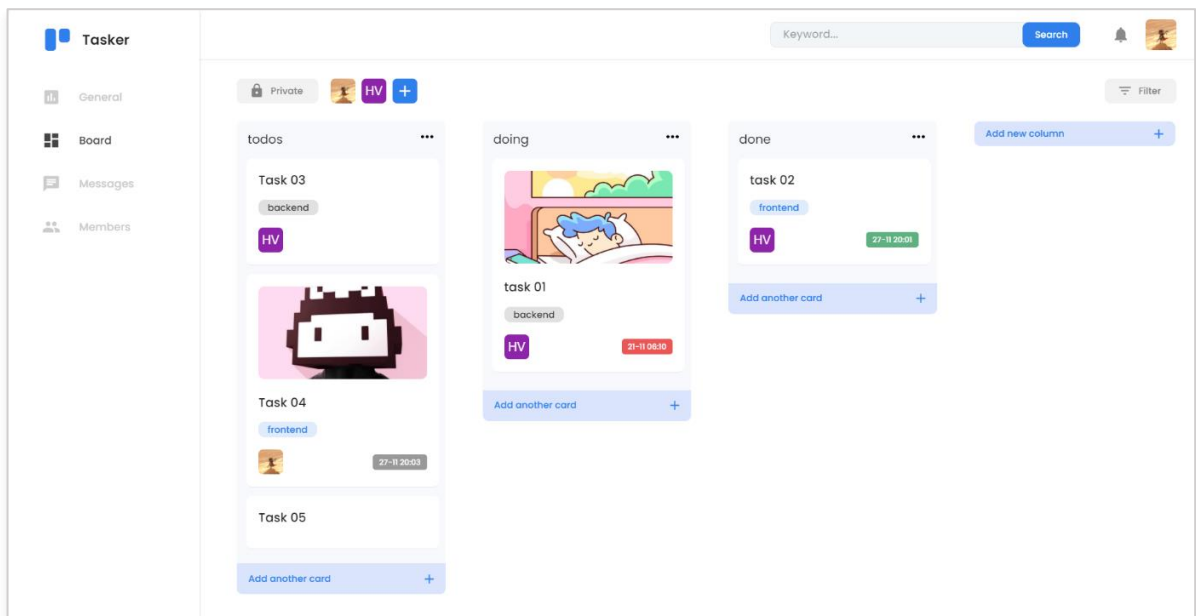 Tasker
Keyword...
Search
General
Board
Messages
Members
Private
HV
Filter
todos
Task 03
backend
HV
Task 04
frontend
27-11 20:03
Task 05
Add another card
doing
task 01
backend
HV
21-11 06:10
Add another card
done
task 02
frontend
HV
27-11 20:01
Add another card
Add new column